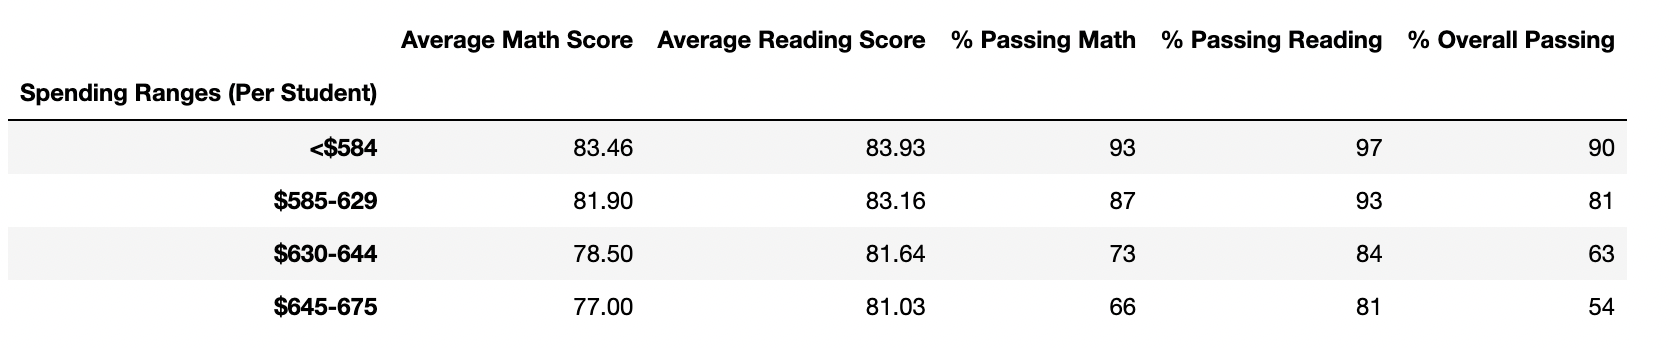 Average Math Score Average Reading Score % Passing Math % Passing Reading % Overall Passing
Spending Ranges (Per Student)
<$584 83.46 83.93 93 97 90
$585-629 81.90 83.16 87 93 81
$630-644 78.50 81.64 73 84 63
$645-675 77.00 81.03 66 81 54